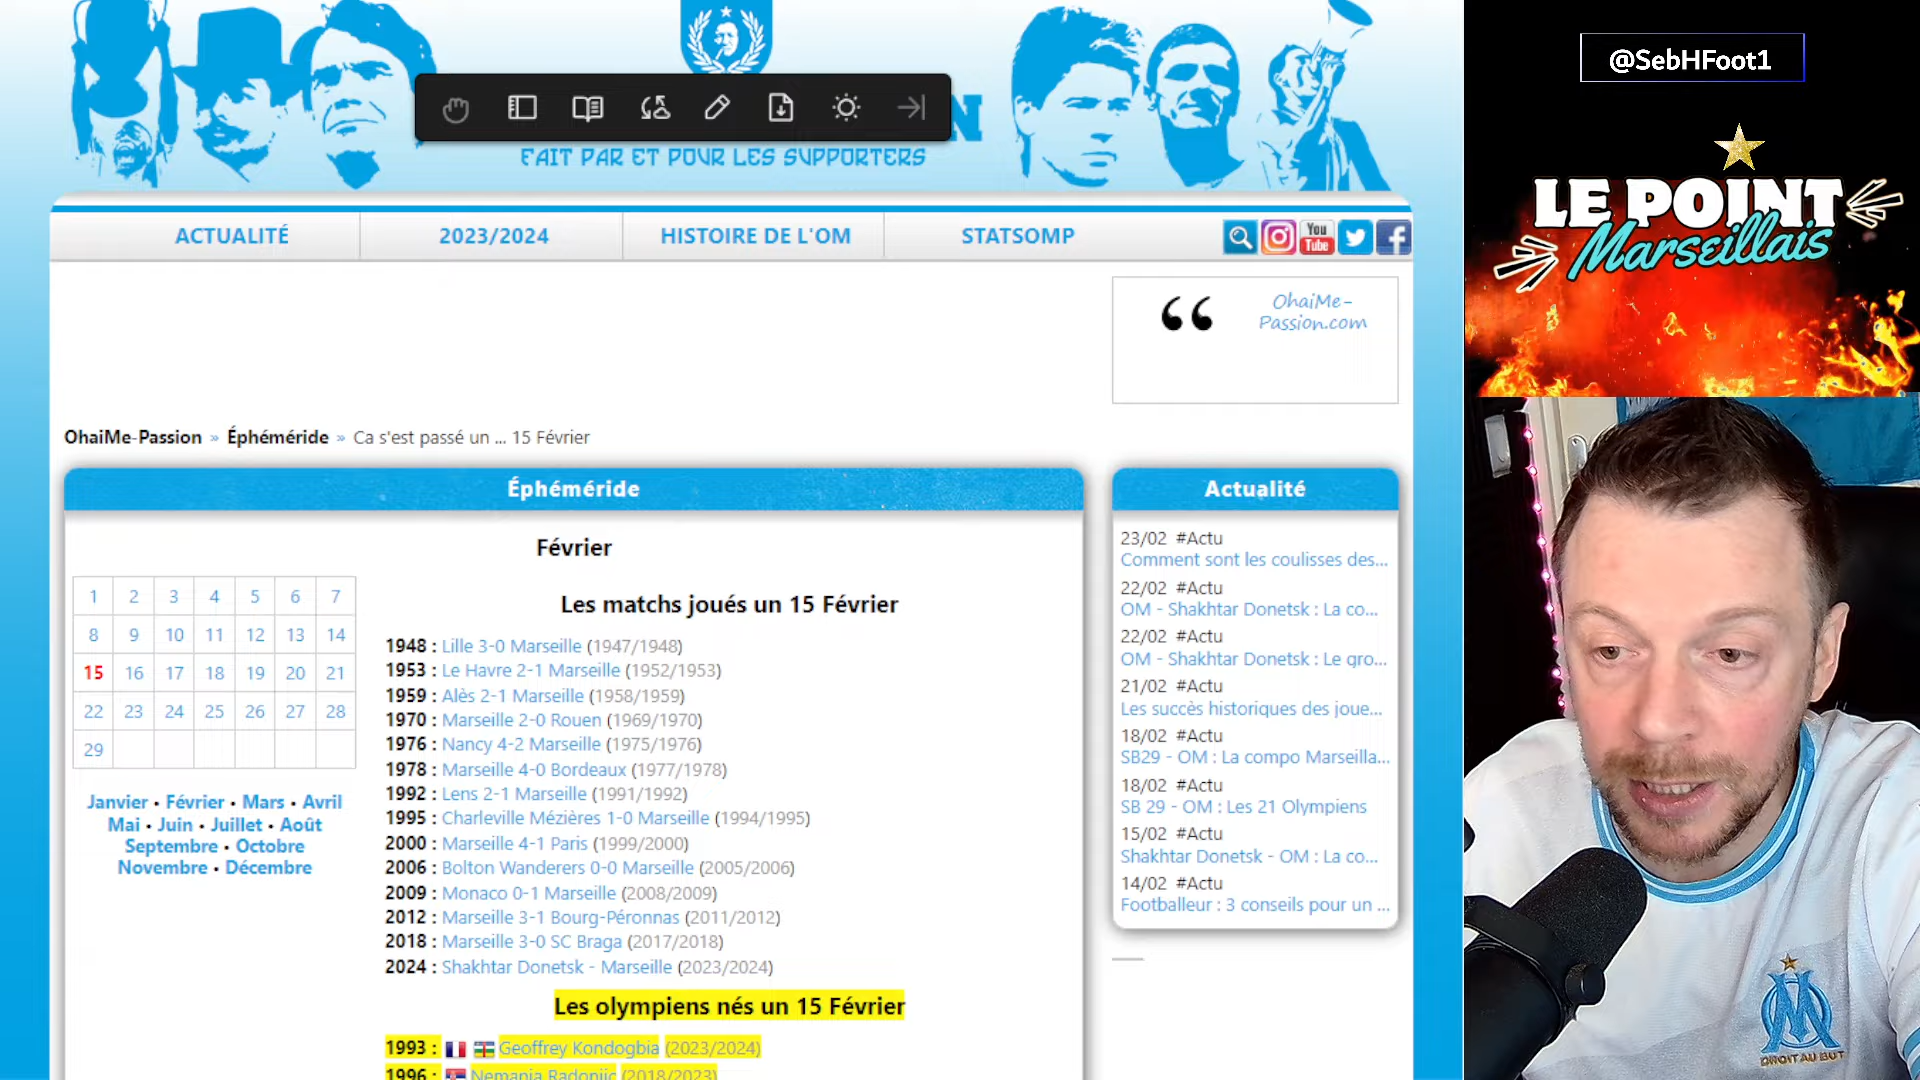 FAIT PAR ET POUR LES SUPPORTERS
ACTUALITÉ
2023/2024
HISTOIRE DE L'OM
STATSOMP
You
Tube
“ OhaiMe-
Passion.com
OhaiMe-Passion » Éphéméride » Ca s'est passé un ... 15 Février
Éphéméride
Février
1 2 3 4 5 6 7
8 9 10 11 12 13 14
15 16 17 18 19 20 21
22 23 24 25 26 27 28
29
Janvier • Février • Mars • Avril
Mai • Juin • Juillet • Août
Septembre • Octobre
Novembre • Décembre
Les matchs joués un 15 Février
1948 : Lille 3-0 Marseille (1947/1948)
1953 : Le Havre 2-1 Marseille (1952/1953)
1959 : Alès 2-1 Marseille (1958/1959)
1970 : Marseille 2-0 Rouen (1969/1970)
1976 : Nancy 4-2 Marseille (1975/1976)
1978 : Marseille 4-0 Bordeaux (1977/1978)
1992 : Lens 2-1 Marseille (1991/1992)
1995 : Charleville Mézières 1-0 Marseille (1994/1995)
2000 : Marseille 4-1 Paris (1999/2000)
2006 : Bolton Wanderers 0-0 Marseille (2005/2006)
2009 : Monaco 0-1 Marseille (2008/2009)
2012 : Marseille 3-1 Bourg-Péronnas (2011/2012)
2018 : Marseille 3-0 SC Braga (2017/2018)
2024 : Shakhtar Donetsk - Marseille (2023/2024)
Les olympiens nés un 15 Février
1993 : Geoffrey Kondogbia (2023/2024)
1996 : Nemanja Radonjic (2018/2023)
Actualité
23/02 #Actu
Comment sont les coulisses des...
22/02 #Actu
OM - Shakhtar Donetsk : La co...
22/02 #Actu
OM - Shakhtar Donetsk : Le gro...
21/02 #Actu
Les succès historiques des joue...
18/02 #Actu
SB29 - OM : La compo Marseilla...
18/02 #Actu
SB 29 - OM : Les 21 Olympiens
15/02 #Actu
Shakhtar Donetsk - OM : La co...
14/02 #Actu
Footballeur : 3 conseils pour un ...
@SebHFoot1
LE POINT
Marseillais
DROIT AU BUT